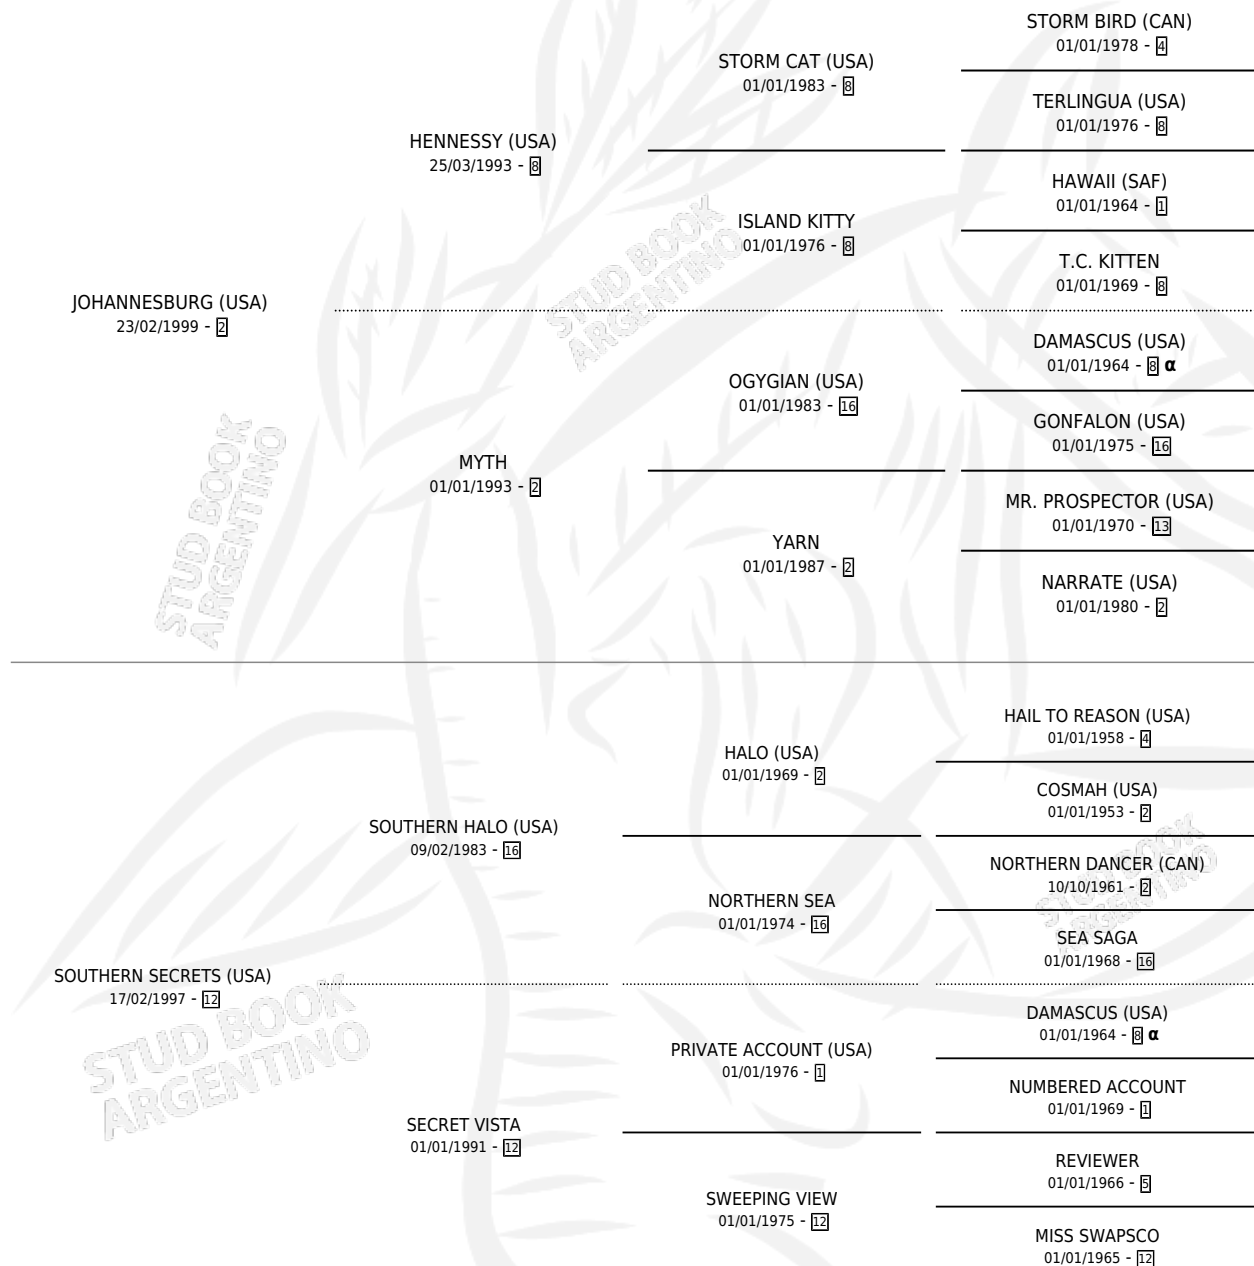 STORM BIRD (CAN)
01/01/1978 - 4
STORM CAT (USA)
01/01/1983 - 8
TERLINGUA (USA)
01/01/1976 - 8
HENNESSY (USA)
25/03/1993 - 8
HAWAII (SAF)
01/01/1964 - 1
ISLAND KITTY
01/01/1976 - 8
T.C. KITTEN
01/01/1969 - 8
JOHANNESBURG (USA)
23/02/1999 - 2
DAMASCUS (USA)
01/01/1964 - 8 α
OGYGIAN (USA)
01/01/1983 - 16
GONFALON (USA)
01/01/1975 - 16
MYTH
01/01/1993 - 2
MR. PROSPECTOR (USA)
01/01/1970 - 13
YARN
01/01/1987 - 2
NARRATE (USA)
01/01/1980 - 2
HAIL TO REASON (USA)
01/01/1958 - 4
HALO (USA)
01/01/1969 - 2
COSMAH (USA)
01/01/1953 - 2
SOUTHERN HALO (USA)
09/02/1983 - 16
NORTHERN DANCER (CAN)
10/10/1961 - 2
NORTHERN SEA
01/01/1974 - 16
SEA SAGA
01/01/1968 - 16
SOUTHERN SECRETS (USA)
17/02/1997 - 12
DAMASCUS (USA)
01/01/1964 - 8 α
PRIVATE ACCOUNT (USA)
01/01/1976 - 1
NUMBERED ACCOUNT
01/01/1969 - 1
SECRET VISTA
01/01/1991 - 12
REVIEWER
01/01/1966 - 5
SWEEPING VIEW
01/01/1975 - 12
MISS SWAPSCO
01/01/1965 - 12
STUD BOOK
ARGENTINO
STUD BOOK
ARGENTINO
STUD BOOK
ARGENTINO
STUD BOOK
ARGENTINO